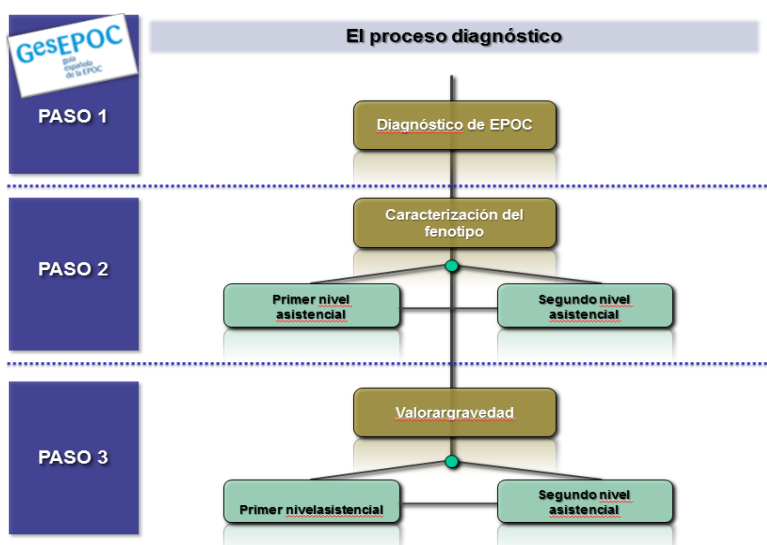 GesEPOC
guía
española
de la EPOC
El proceso diagnóstico
PASO 1
Diagnóstico de EPOC
Caracterización del
fenotipo
PASO 2
Primer nivel
asistencial
Segundo nivel
asistencial
Valorargravedad
PASO 3
Primer nivelasistencial
Segundo nivel
asistencial